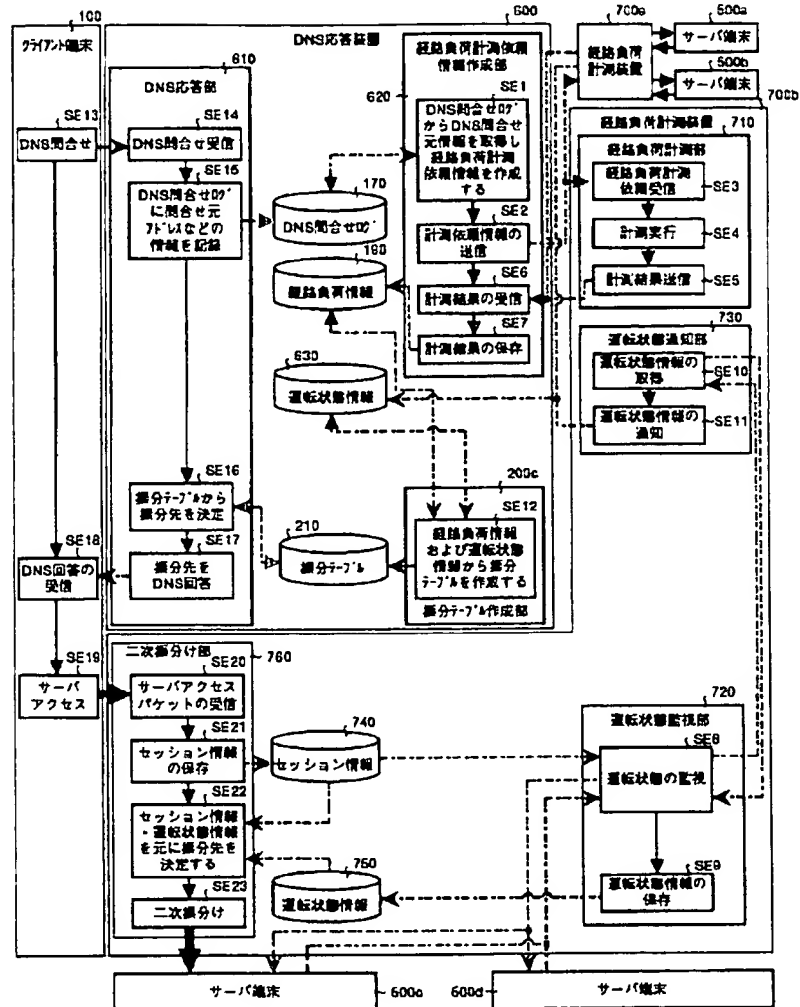 100
クライアント端末
SE13
DNS問合せ
SE18
DNS回答の
受信
SE19
サーバ
アクセス
600
DNS応答装置
610
DNS応答部
SE14
DNS問合せ受信
SE15
DNS問合せログ
に問合せ元
アドレスなどの
情報を記録
SE16
振分テーブルから
振分先を決定
SE17
振分先を
DNS回答
170
DNS問合せログ
180
経路負荷情報
630
運転状態情報
210
振分テーブル
620
経路負荷計測依頼
情報作成部
SE1
DNS問合せログ
からDNS問合せ
元情報を取得し
経路負荷計測
依頼情報を作成
する
SE2
計測依頼情報の
送信
SE6
計測結果の受信
SE7
計測結果の保存
200c
SE12
経路負荷情報
および運転状態
情報から振分
テーブルを作成する
振分テーブル作成部
700a
経路負荷
計測装置
500a
サーバ端末
500b
サーバ端末
700b
経路負荷計測装置
710
経路負荷計測部
経路負荷計測
依頼受信
SE3
計測実行
SE4
計測結果送信
SE5
730
運転状態通知部
運転状態情報の
取得
SE10
運転状態情報の
通知
SE11
二次振分け部
760
SE20
サーバアクセス
パケットの受信
SE21
セッション情報
の保存
SE22
セッション情報
・運転状態情報
を元に振分先を
決定する
SE23
二次振分け
740
セッション情報
750
運転状態情報
720
運転状態監視部
SE8
運転状態の監視
SE9
運転状態情報の
保存
サーバ端末
サーバ端末